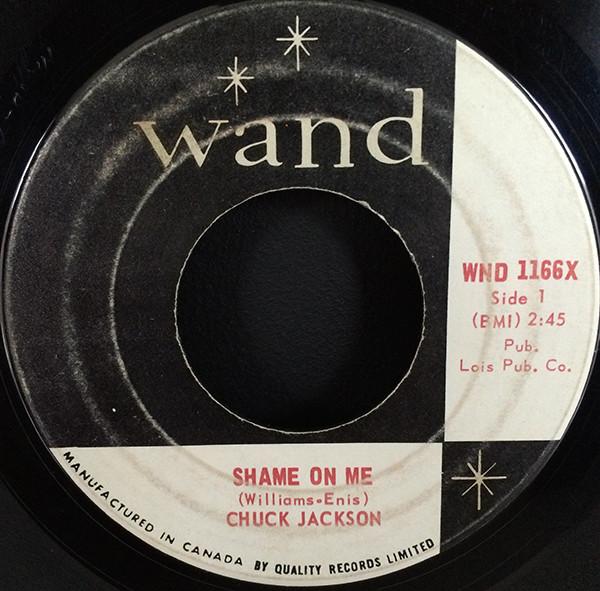 wand
WND 1166X
Side 1
(BMI) 2:45
Pub.
Lois Pub. Co.
SHAME ON ME
(Williams-Enis)
CHUCK JACKSON
MANUFACTURED IN CANADA BY QUALITY RECORDS LIMITED